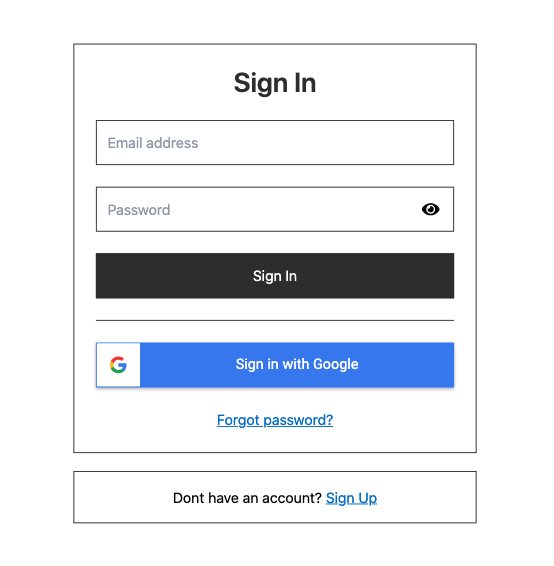 Sign In
Email address
Password
Sign In
Sign in with Google
Forgot password?
Dont have an account? Sign Up